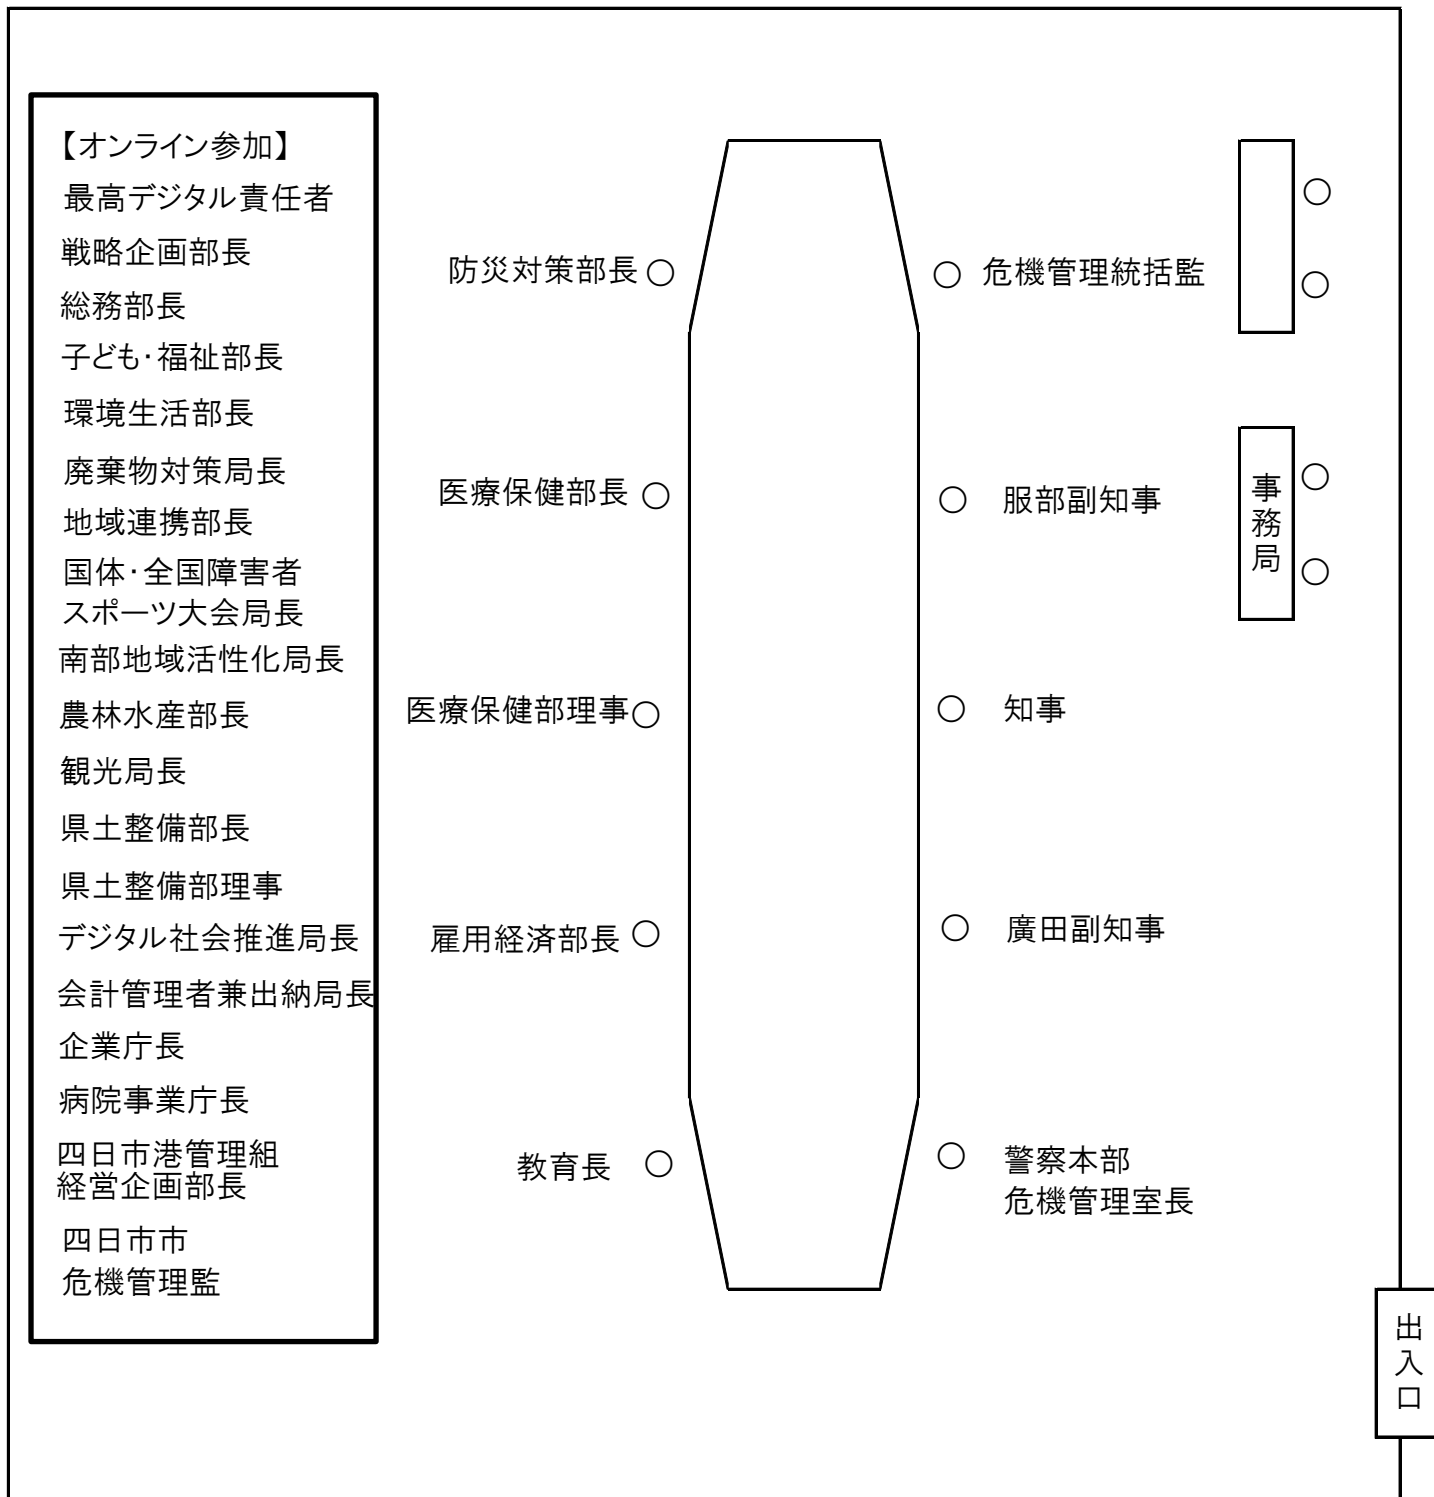 【オンライン参加】
最高デジタル責任者
戦略企画部長
総務部長
子ども・福祉部長
環境生活部長
廃棄物対策局長
地域連携部長
国体・全国障害者
スポーツ大会局長
南部地域活性化局長
農林水産部長
観光局長
県土整備部長
県土整備部理事
デジタル社会推進局長
会計管理者兼出納局長
企業庁長
病院事業庁長
四日市港管理組
経営企画部長
四日市市
危機管理監
防災対策部長
医療保健部長
医療保健部理事
雇用経済部長
教育長
危機管理統括監
服部副知事
知事
廣田副知事
警察本部
危機管理室長
事務局
出入口